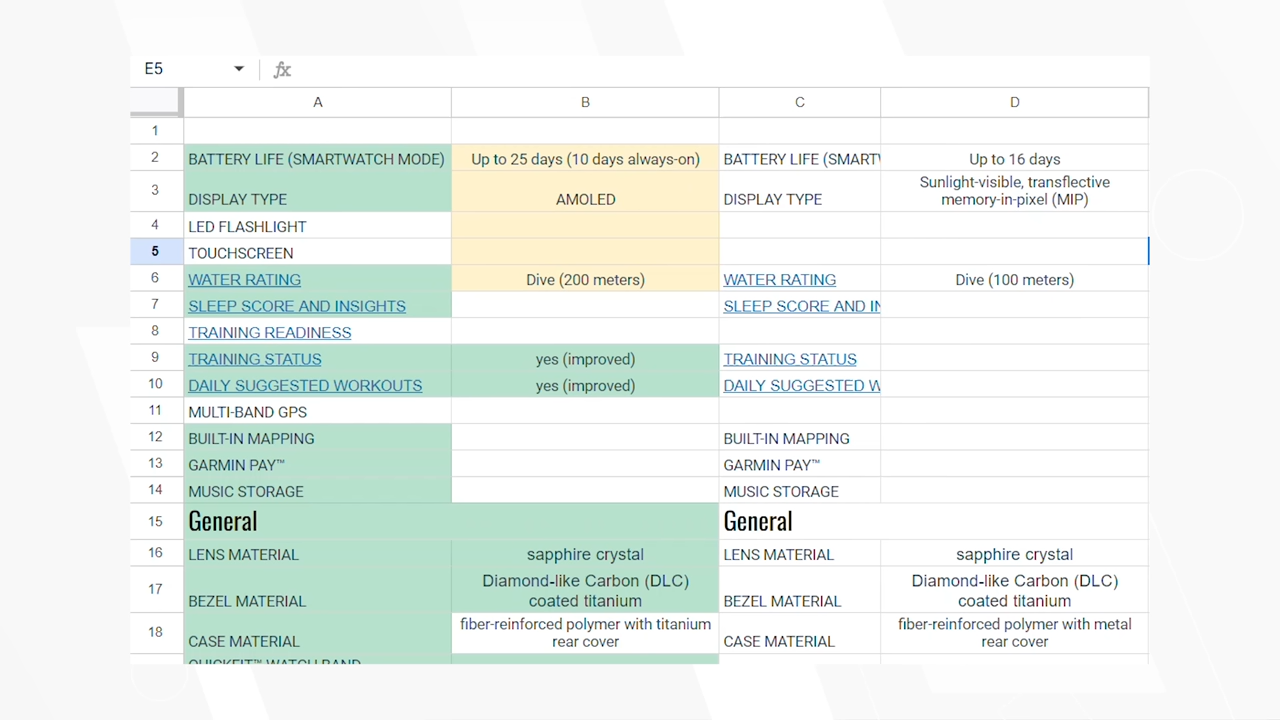 E5
fx
A B C D
1
2 BATTERY LIFE (SMARTWATCH MODE) Up to 25 days (10 days always-on) BATTERY LIFE (SMART Up to 16 days
3 DISPLAY TYPE AMOLED DISPLAY TYPE Sunlight-visible, transflective
memory-in-pixel (MIP)
4 LED FLASHLIGHT
5 TOUCHSCREEN
6 WATER RATING Dive (200 meters) WATER RATING Dive (100 meters)
7 SLEEP SCORE AND INSIGHTS SLEEP SCORE AND IN
8 TRAINING READINESS
9 TRAINING STATUS yes (improved) TRAINING STATUS
10 DAILY SUGGESTED WORKOUTS yes (improved) DAILY SUGGESTED W
11 MULTI-BAND GPS
12 BUILT-IN MAPPING BUILT-IN MAPPING
13 GARMIN PAY™ GARMIN PAY™
14 MUSIC STORAGE MUSIC STORAGE
15 General General
16 LENS MATERIAL sapphire crystal LENS MATERIAL sapphire crystal
17 BEZEL MATERIAL Diamond-like Carbon (DLC)
coated titanium BEZEL MATERIAL Diamond-like Carbon (DLC)
coated titanium
18 CASE MATERIAL fiber-reinforced polymer with titanium
rear cover CASE MATERIAL fiber-reinforced polymer with metal
rear cover
QUICKFIT™ WATCH BAND